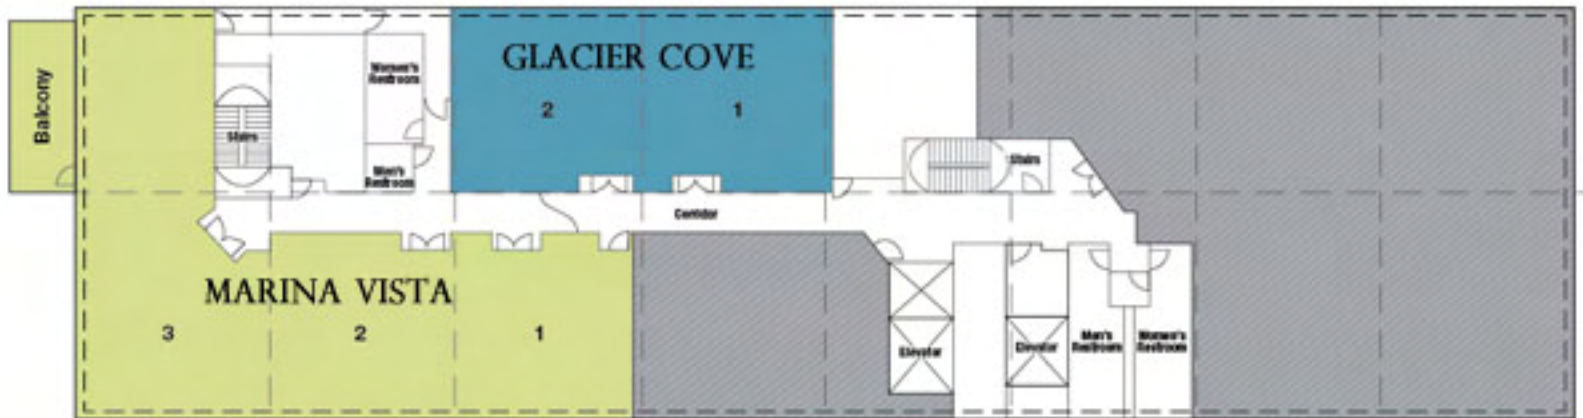 Balcony
GLACIER COVE
2
1
Women's
Restroom
Stairs
Men's
Restroom
Stairs
Corridor
MARINA VISTA
3
2
1
Elevator
Elevator
Men's
Restroom
Women's
Restroom